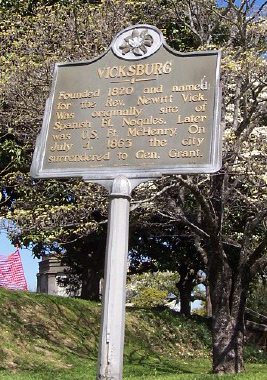 VICKSBURG
Founded 1820 and named
for the Rev. Newitt Vick.
Was originally site of
Spanish Ft. Nogales. Later
was U.S. Ft. McHenry. On
July 4, 1863 the city
surrendered to Gen. Grant.